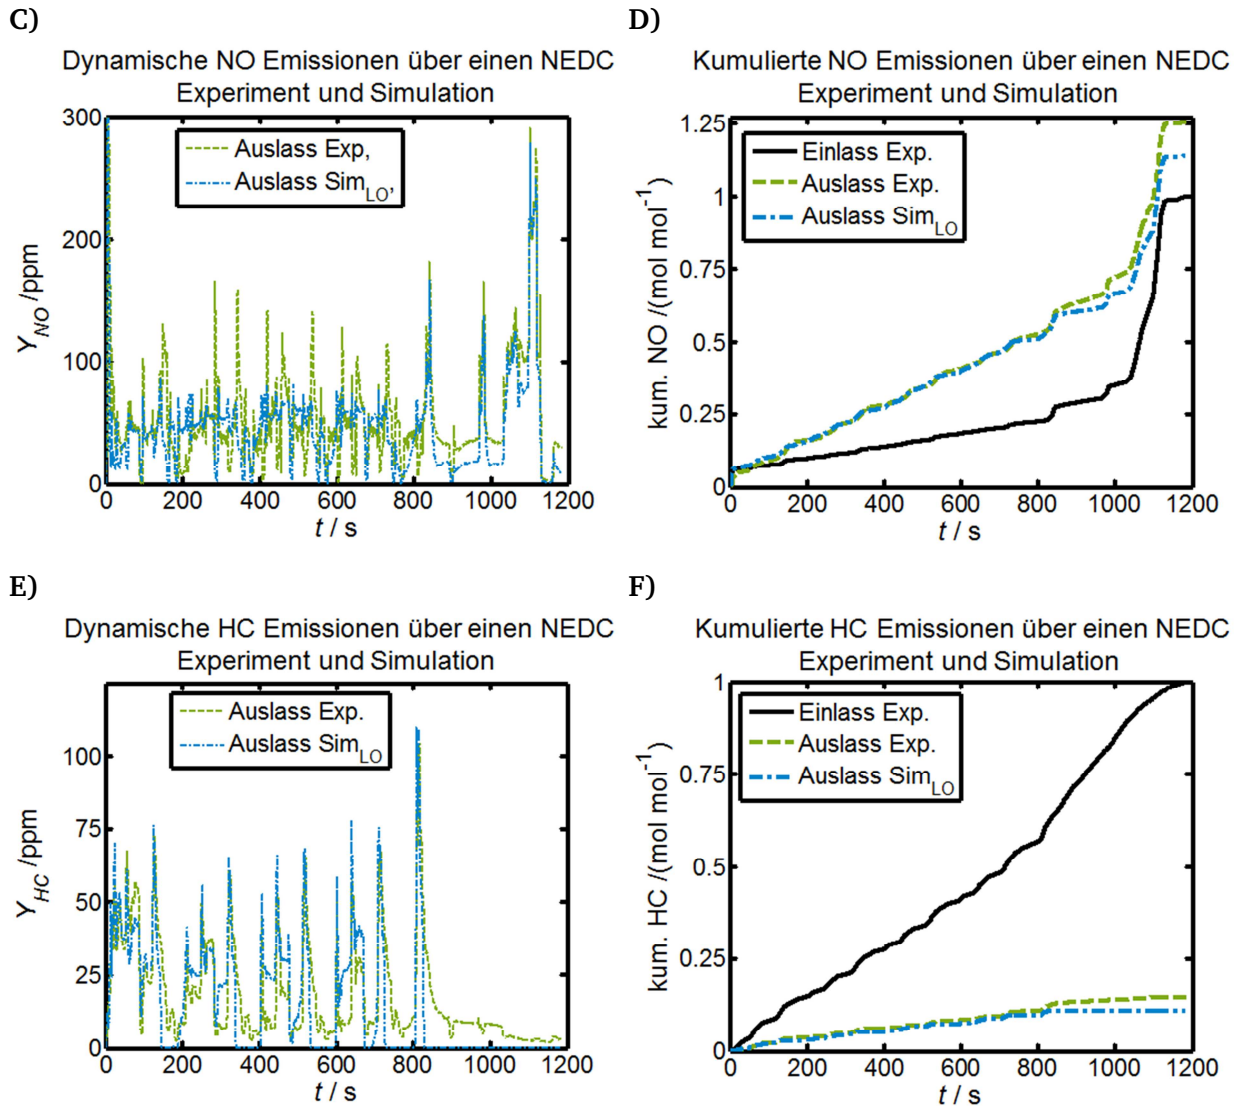 C)
Dynamische NO Emissionen über einen NEDC
Experiment und Simulation
300
200
100
0
Y_NO /ppm
Auslass Exp,
Auslass Sim_LO,
0 200 400 600 800 1000 1200
t / s
D)
Kumulierte NO Emissionen über einen NEDC
Experiment und Simulation
1.25
1
0.75
0.5
0.25
0
kum. NO /(mol mol^-1)
Einlass Exp.
Auslass Exp.
Auslass Sim_LO
0 200 400 600 800 1000 1200
t / s
E)
Dynamische HC Emissionen über einen NEDC
Experiment und Simulation
100
75
50
25
0
Y_HC /ppm
Auslass Exp.
Auslass Sim_LO
0 200 400 600 800 1000 1200
t / s
F)
Kumulierte HC Emissionen über einen NEDC
Experiment und Simulation
1
0.75
0.5
0.25
0
kum. HC /(mol mol^-1)
Einlass Exp.
Auslass Exp.
Auslass Sim_LO
0 200 400 600 800 1000 1200
t / s